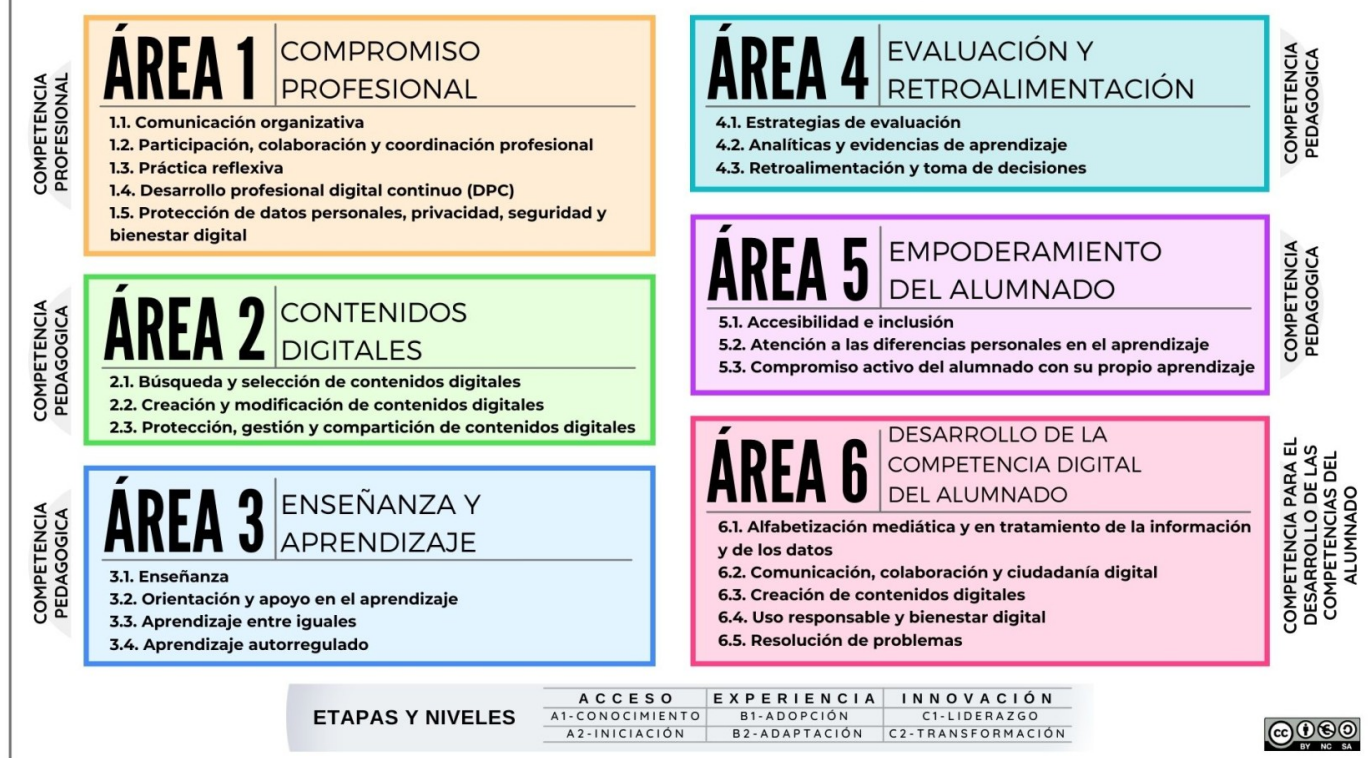 COMPETENCIA
PROFESIONAL
ÁREA 1
COMPROMISO
PROFESIONAL
1.1. Comunicación organizativa
1.2. Participación, colaboración y coordinación profesional
1.3. Práctica reflexiva
1.4. Desarrollo profesional digital continuo (DPC)
1.5. Protección de datos personales, privacidad, seguridad y
bienestar digital
COMPETENCIA
PEDAGOGICA
ÁREA 2
CONTENIDOS
DIGITALES
2.1. Búsqueda y selección de contenidos digitales
2.2. Creación y modificación de contenidos digitales
2.3. Protección, gestión y compartición de contenidos digitales
COMPETENCIA
PEDAGOGICA
ÁREA 3
ENSEÑANZA Y
APRENDIZAJE
3.1. Enseñanza
3.2. Orientación y apoyo en el aprendizaje
3.3. Aprendizaje entre iguales
3.4. Aprendizaje autorregulado
ÁREA 4
EVALUACIÓN Y
RETROALIMENTACIÓN
4.1. Estrategias de evaluación
4.2. Analíticas y evidencias de aprendizaje
4.3. Retroalimentación y toma de decisiones
COMPETENCIA
PEDAGOGICA
ÁREA 5
EMPODERAMIENTO
DEL ALUMNADO
5.1. Accesibilidad e inclusión
5.2. Atención a las diferencias personales en el aprendizaje
5.3. Compromiso activo del alumnado con su propio aprendizaje
COMPETENCIA
PEDAGOGICA
ÁREA 6
DESARROLLO DE LA
COMPETENCIA DIGITAL
DEL ALUMNADO
6.1. Alfabetización mediática y en tratamiento de la información
y de los datos
6.2. Comunicación, colaboración y ciudadanía digital
6.3. Creación de contenidos digitales
6.4. Uso responsable y bienestar digital
6.5. Resolución de problemas
COMPETENCIA PARA EL
DESARROLLO DE LAS
COMPETENCIAS DEL
ALUMNADO
ETAPAS Y NIVELES
ACCESO EXPERIENCIA INNOVACIÓN
A1-CONOCIMIENTO B1-ADOPCIÓN C1-LIDERAZGO
A2-INICIACIÓN B2-ADAPTACIÓN C2-TRANSFORMACIÓN
cc
BY NC SA